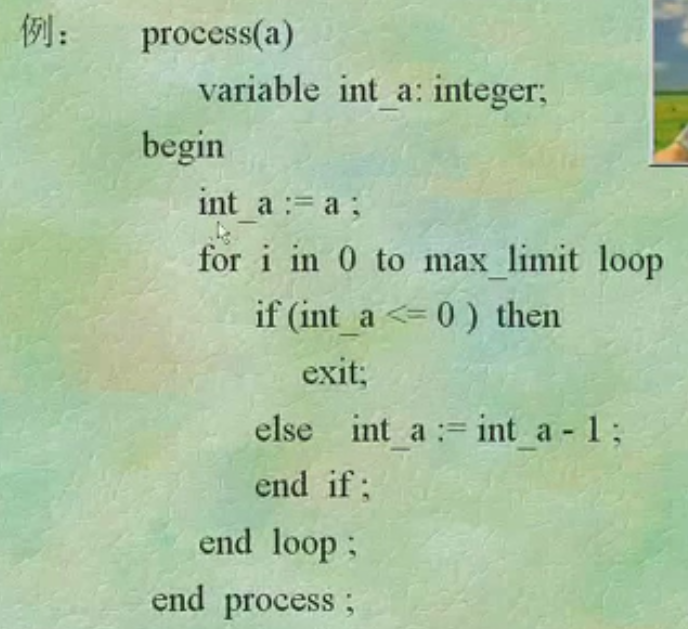 例： process(a)
variable int_a: integer;
begin
int_a := a ;
for i in 0 to max_limit loop
if (int_a <= 0 ) then
exit;
else int_a := int_a - 1 ;
end if ;
end loop ;
end process ;